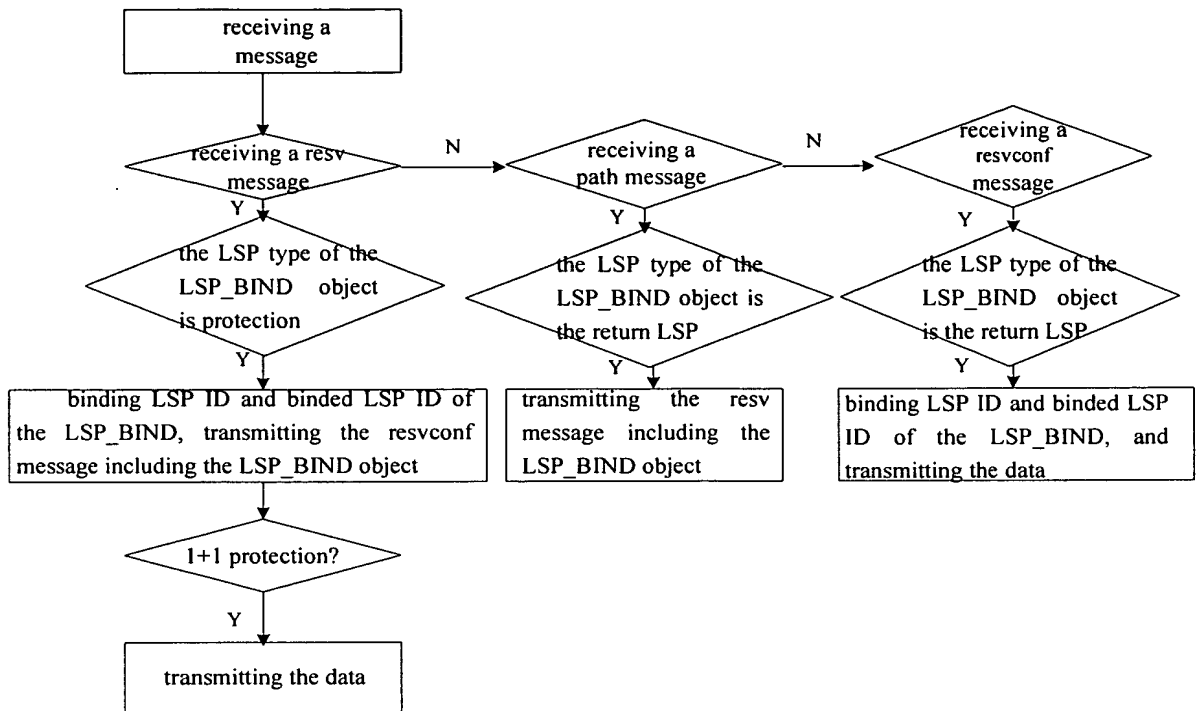 receiving a
message
receiving a resv
message
N
receiving a
path message
N
receiving a
resvconf
message
Y
the LSP type of the
LSP_BIND object
is protection
Y
the LSP type of the
LSP_BIND object is
the return LSP
Y
the LSP type of the
LSP_BIND object
is the return LSP
Y
binding LSP ID and binded LSP ID of
the LSP_BIND, transmitting the resvconf
message including the LSP_BIND object
Y
transmitting the resv
message including the
LSP_BIND object
Y
binding LSP ID and binded LSP
ID of the LSP_BIND, and
transmitting the data
1+1 protection?
Y
transmitting the data